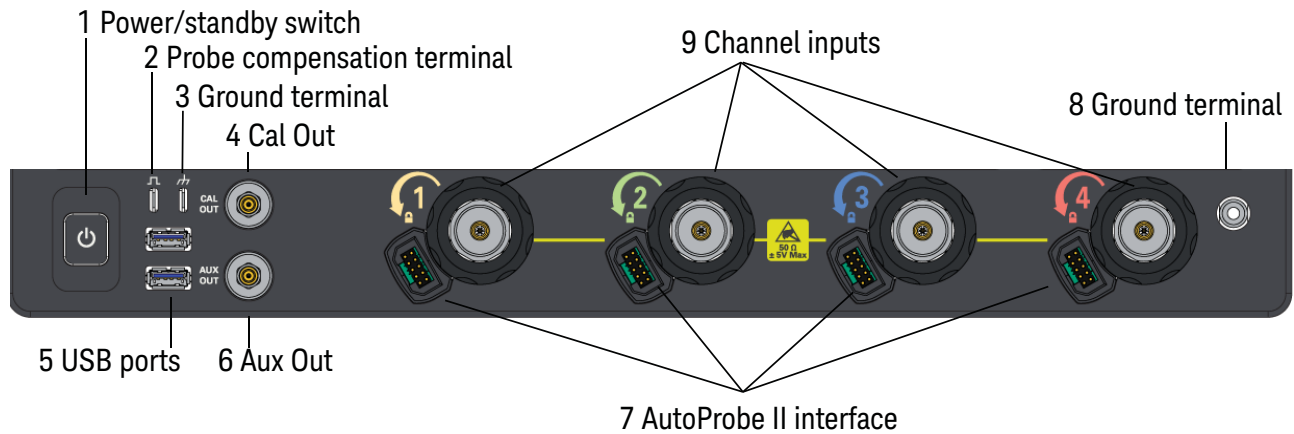 1 Power/standby switch
2 Probe compensation terminal
3 Ground terminal
4 Cal Out
9 Channel inputs
8 Ground terminal
CAL
OUT
1
2
3
4
AUX
OUT
50 Ω
± 5V Max
5 USB ports
6 Aux Out
7 AutoProbe II interface